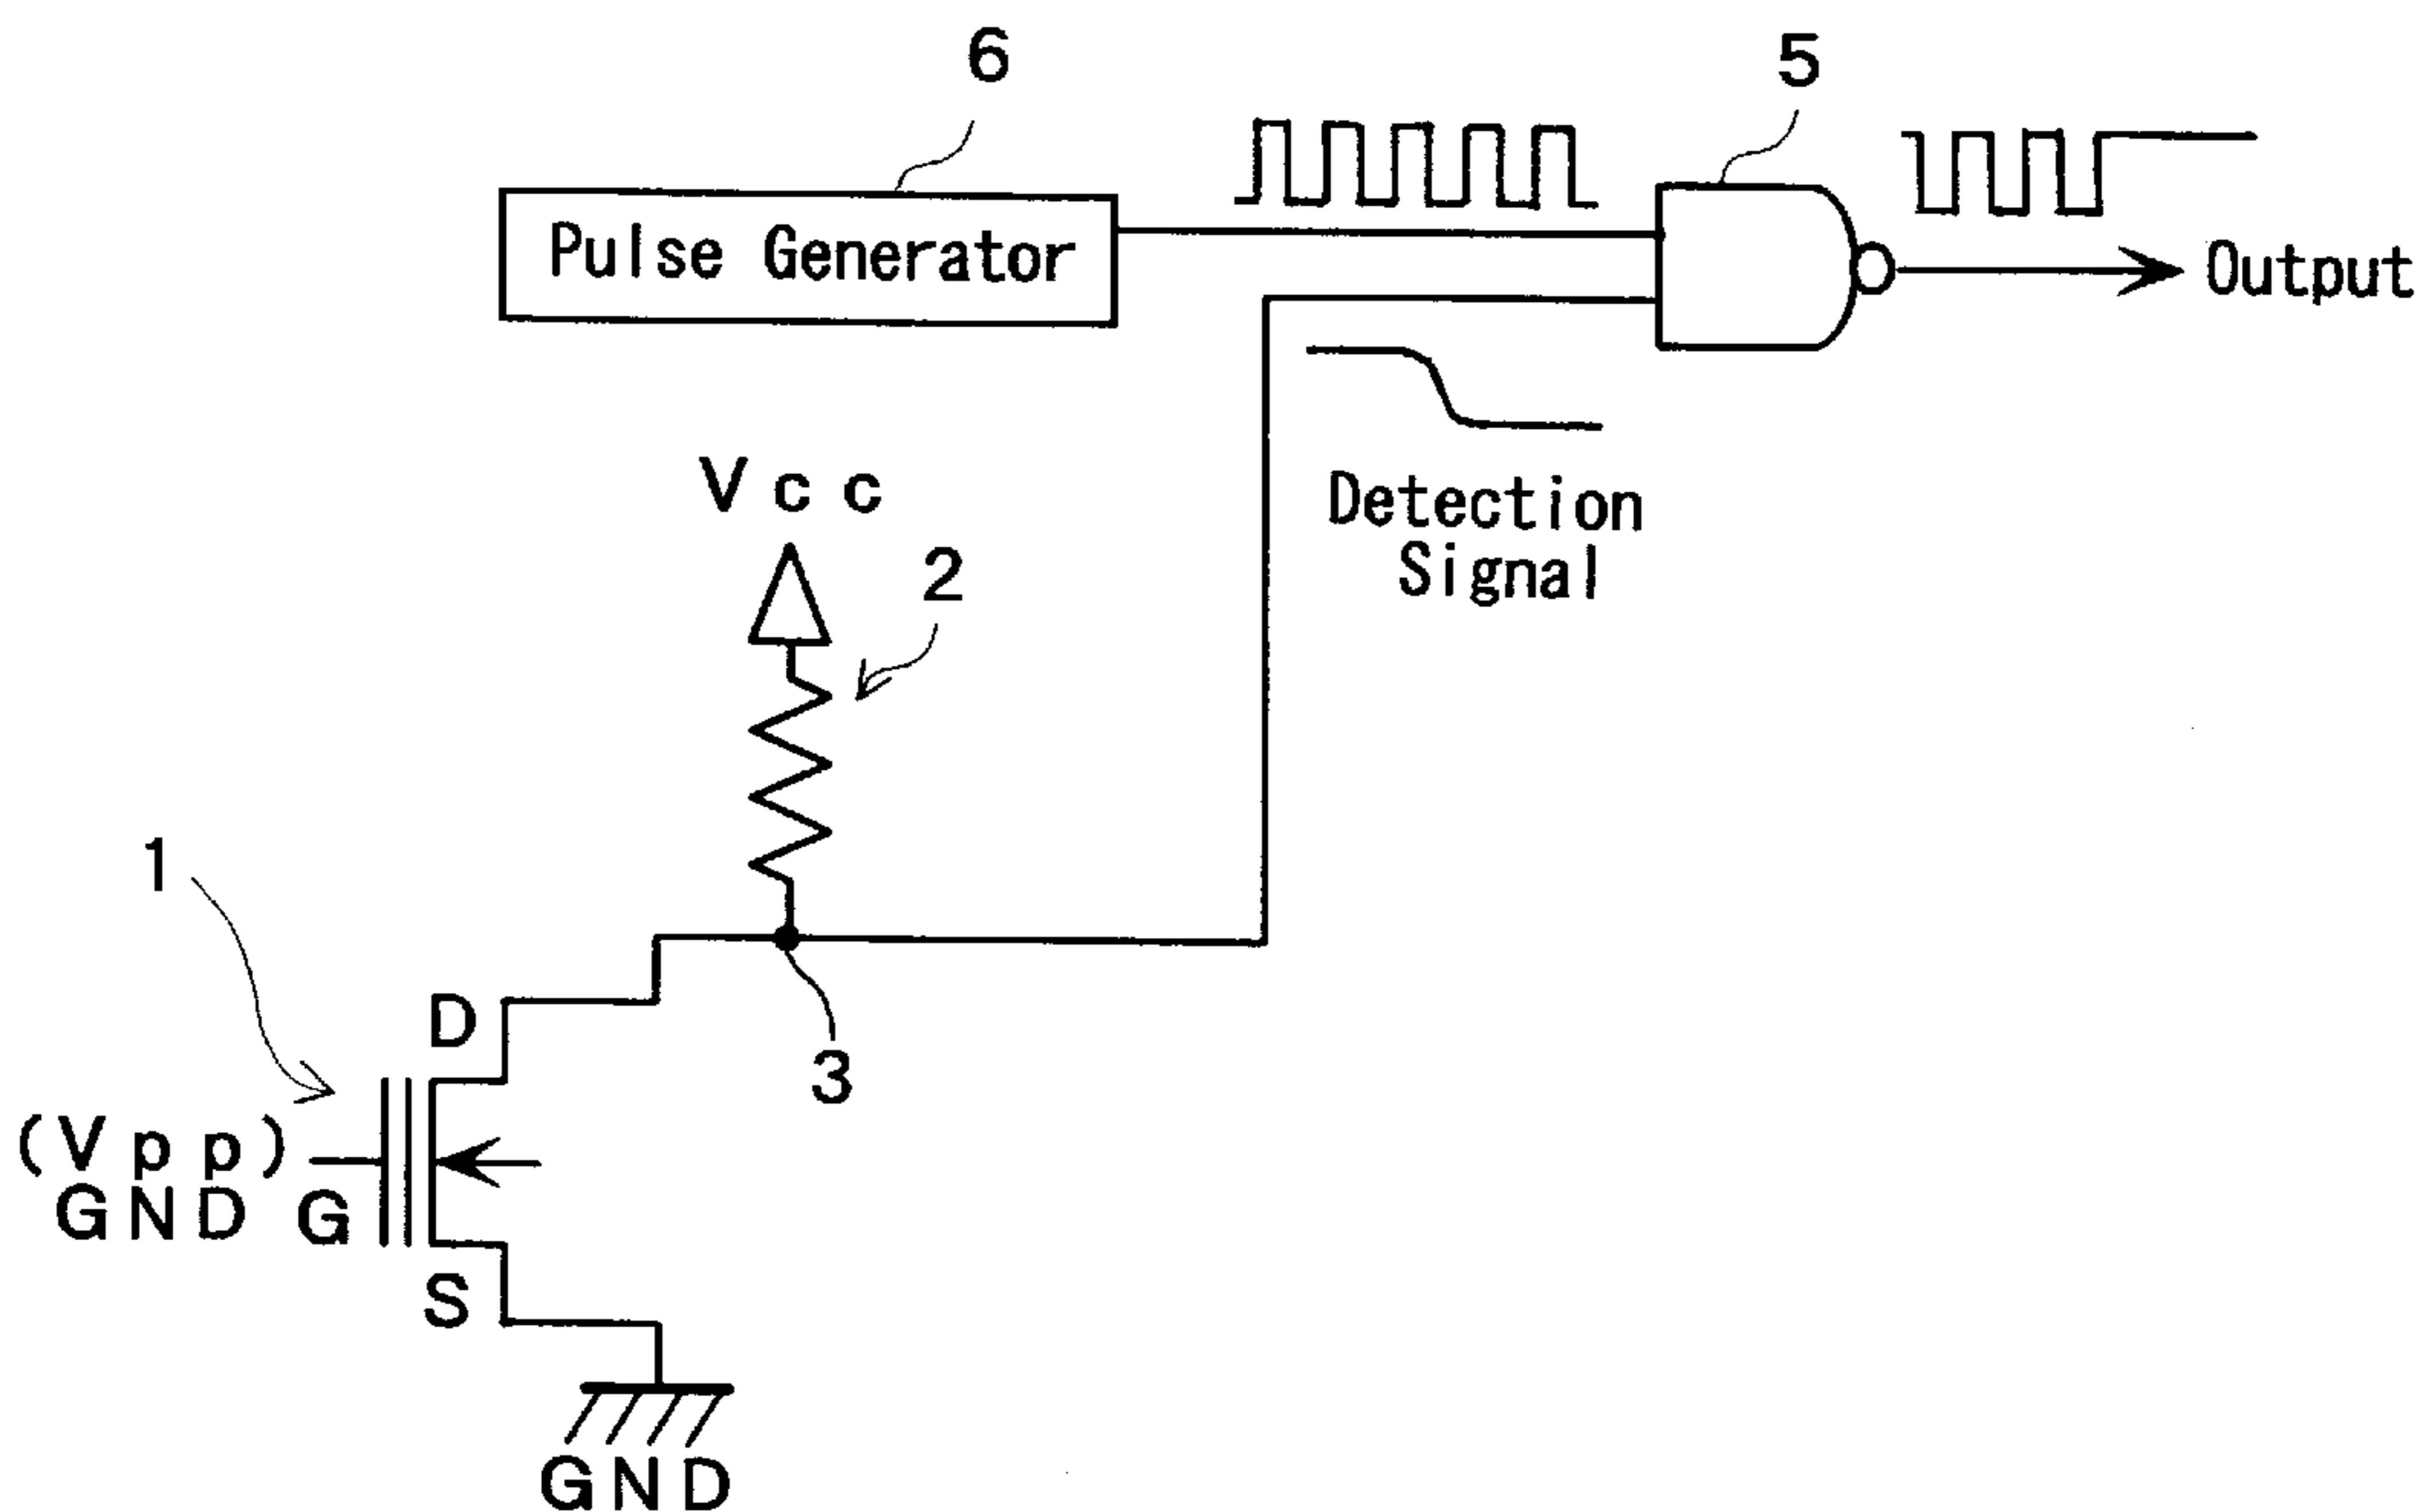 6
5
Pulse Generator
Output
Detection
Signal
Vcc
2
1
D
3
(Vpp)
GND G
S
GND